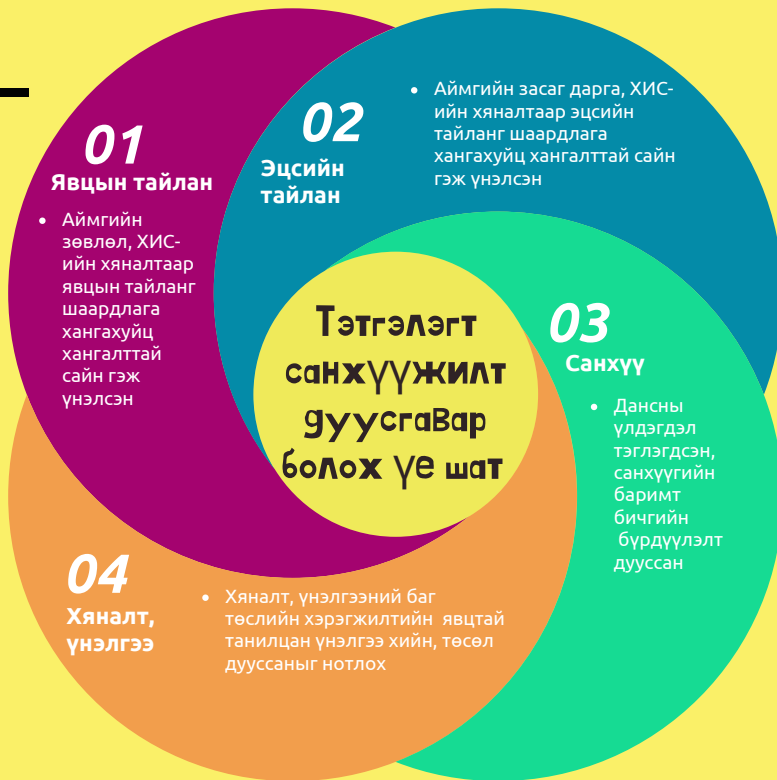 01
Явцын тайлан
• Аймгийн
зөвлөл, ХИС-
ийн хяналтаар
явцын тайланг
шаардлага
хангахуйц
хангалттай
сайн гэж
үнэлсэн
02
Эцсийн
тайлан
• Аймгийн засаг дарга, ХИС-
ийн хяналтаар эцсийн
тайланг шаардлага
хангахуйц хангалттай сайн
гэж үнэлсэн
Тэтгэлэгт
санхүүжилт
дуусгавар
болох үе шат
03
Санхүү
• Дансны
үлдэгдэл
тэглэгдсэн,
санхүүгийн
баримт
бичгийн
бүрдүүлэлт
дууссан
04
Хяналт,
үнэлгээ
• Хяналт, үнэлгээний баг
төслийн хэрэгжилтийн явцтай
танилцан үнэлгээ хийн, төсөл
дууссаныг нотлох